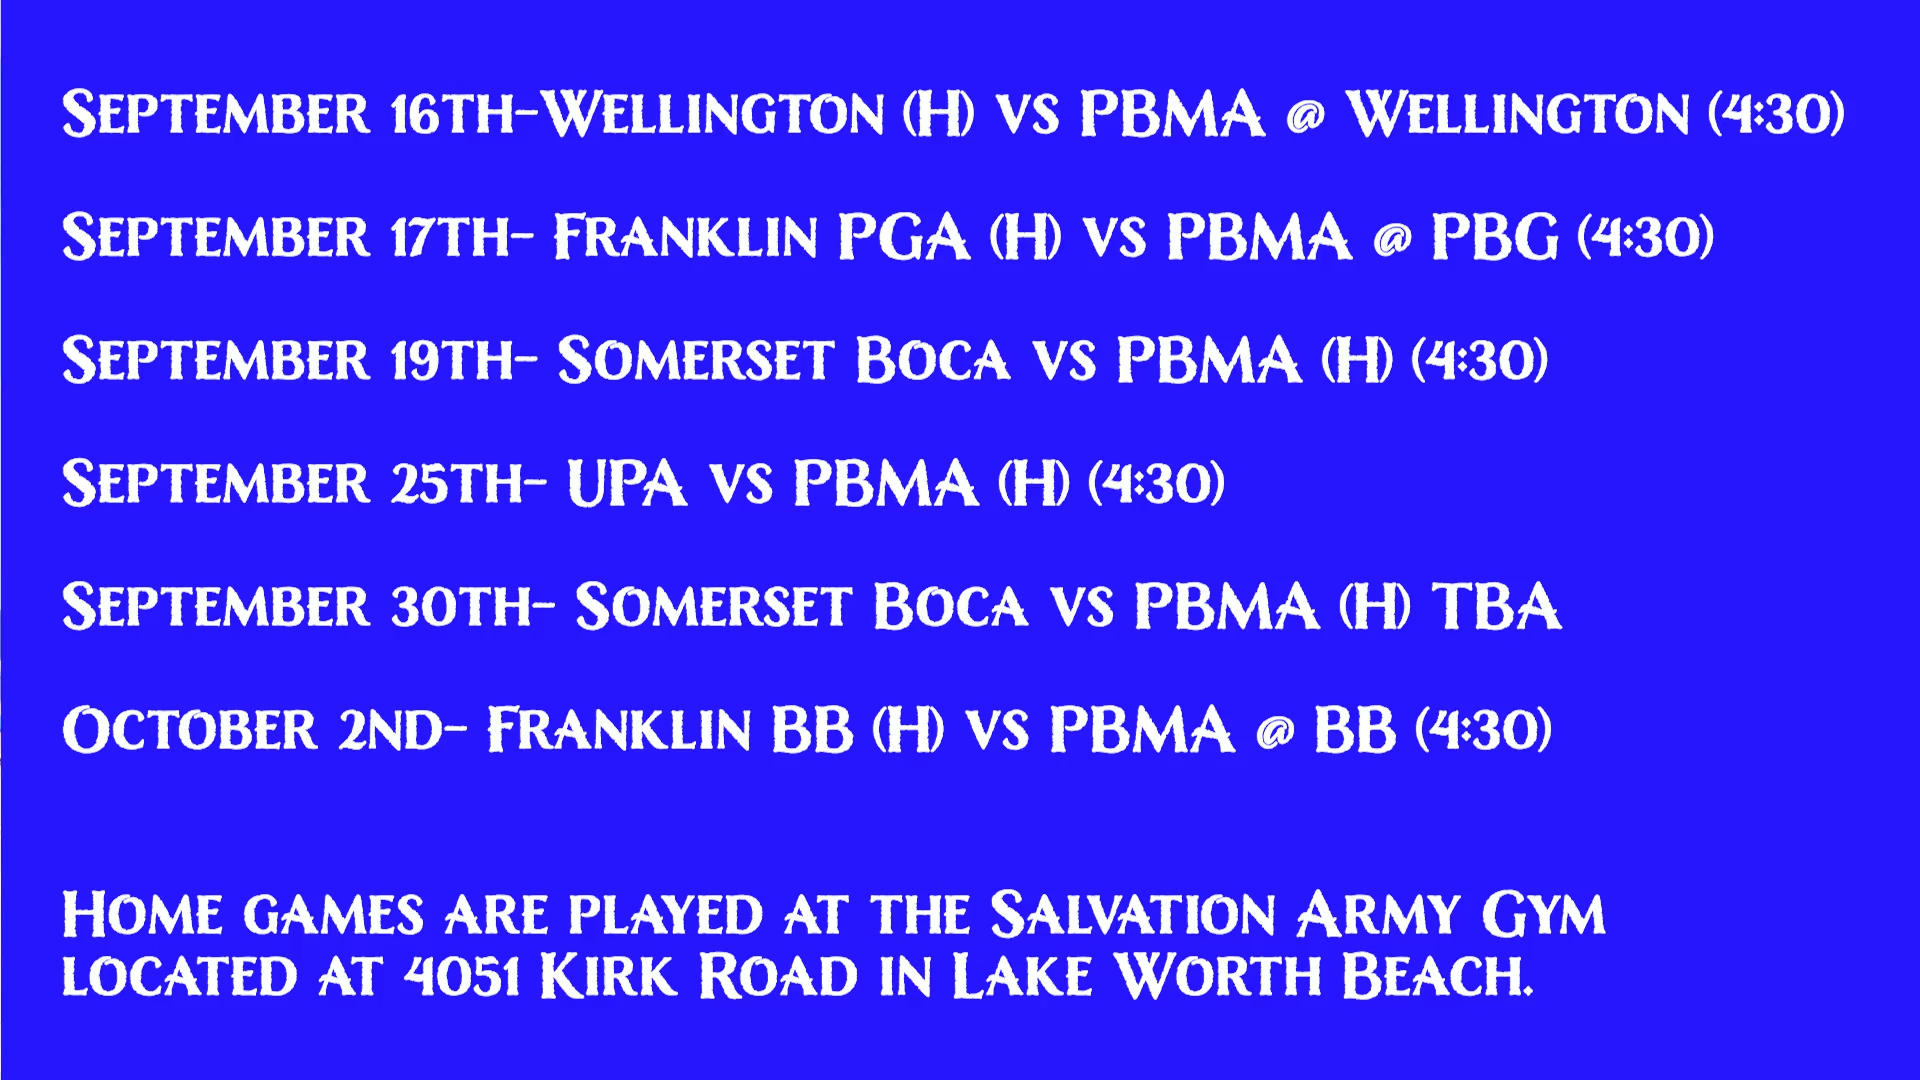 September 16th-Wellington (H) vs PBMA @ Wellington (4:30)
September 17th- Franklin PGA (H) vs PBMA @ PBG (4:30)
September 19th- Somerset Boca vs PBMA (H) (4:30)
September 25th- UPA vs PBMA (H) (4:30)
September 30th- Somerset Boca vs PBMA (H) TBA
October 2nd- Franklin BB (H) vs PBMA @ BB (4:30)
Home games are played at the Salvation Army Gym
located at 4051 Kirk Road in Lake Worth Beach.